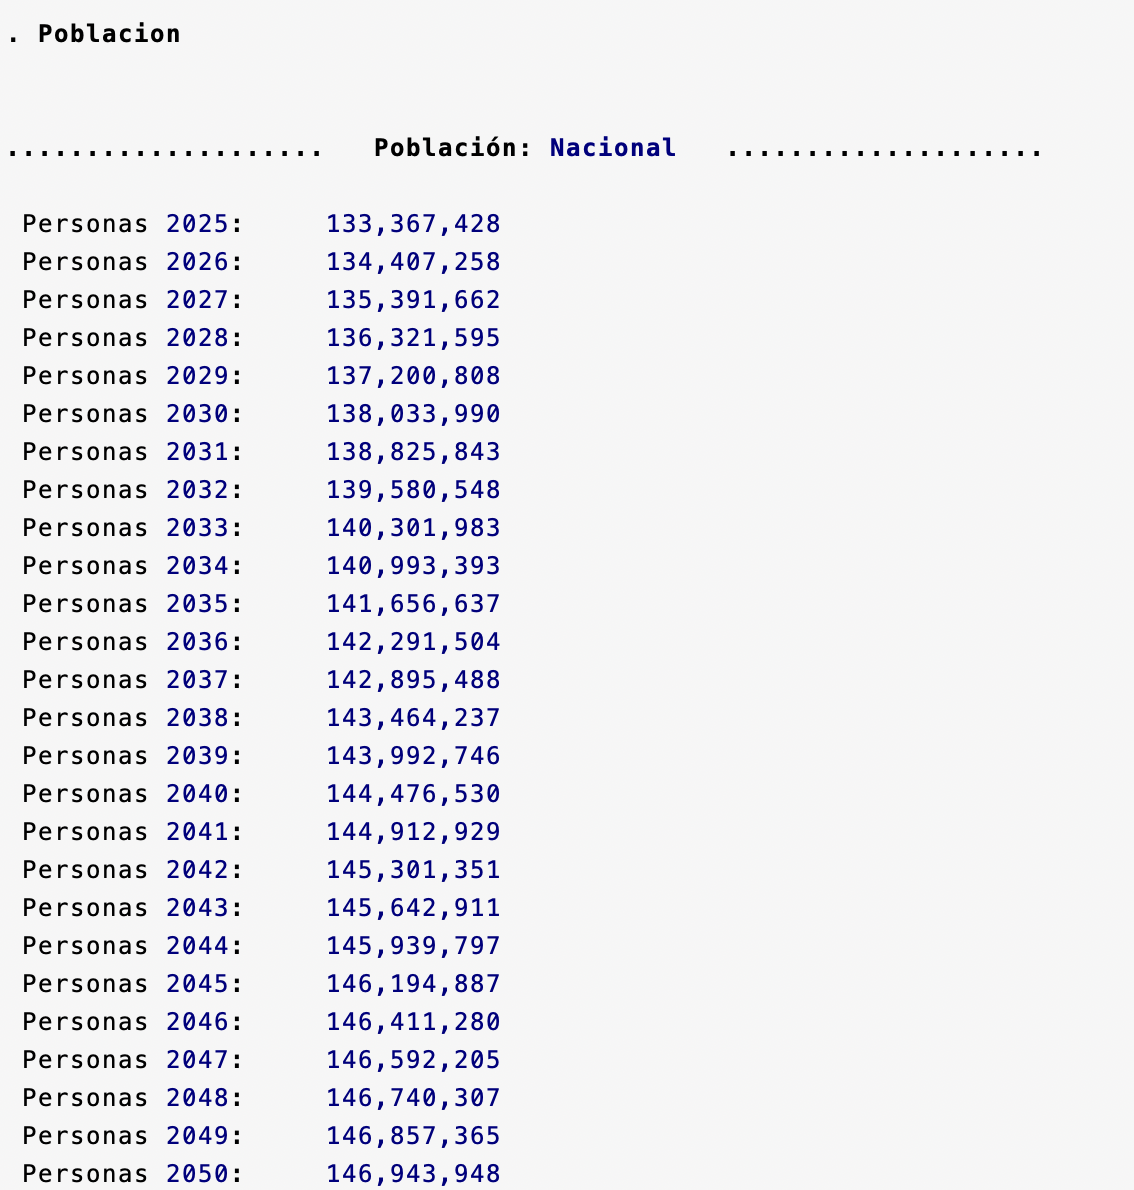 . Poblacion
.................... Población: Nacional ....................
Personas 2025: 133,367,428
Personas 2026: 134,407,258
Personas 2027: 135,391,662
Personas 2028: 136,321,595
Personas 2029: 137,200,808
Personas 2030: 138,033,990
Personas 2031: 138,825,843
Personas 2032: 139,580,548
Personas 2033: 140,301,983
Personas 2034: 140,993,393
Personas 2035: 141,656,637
Personas 2036: 142,291,504
Personas 2037: 142,895,488
Personas 2038: 143,464,237
Personas 2039: 143,992,746
Personas 2040: 144,476,530
Personas 2041: 144,912,929
Personas 2042: 145,301,351
Personas 2043: 145,642,911
Personas 2044: 145,939,797
Personas 2045: 146,194,887
Personas 2046: 146,411,280
Personas 2047: 146,592,205
Personas 2048: 146,740,307
Personas 2049: 146,857,365
Personas 2050: 146,943,948